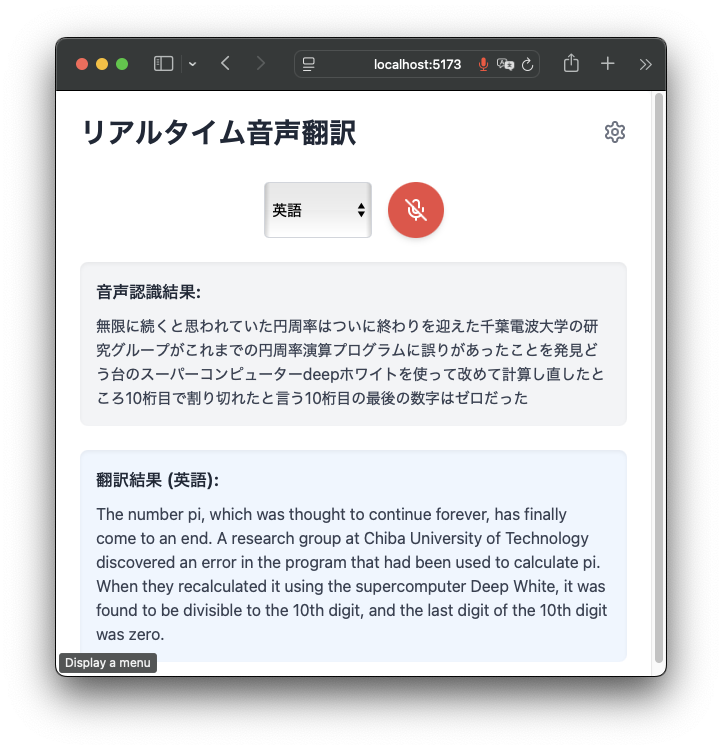 localhost:5173
リアルタイム音声翻訳
英語
音声認識結果:
無限に続くと思われていた円周率はついに終わりを迎えた千葉電波大学の研
究グループがこれまでの円周率演算プログラムに誤りがあったことを発見ど
う台のスーパーコンピューターdeepホワイトを使って改めて計算し直したと
ころ10桁目で割り切れたと言う10桁目の最後の数字はゼロだった
翻訳結果 (英語):
The number pi, which was thought to continue forever, has finally
come to an end. A research group at Chiba University of Technology
discovered an error in the program that had been used to calculate pi.
When they recalculated it using the supercomputer Deep White, it was
found to be divisible to the 10th digit, and the last digit of the 10th digit
was zero.
Display a menu